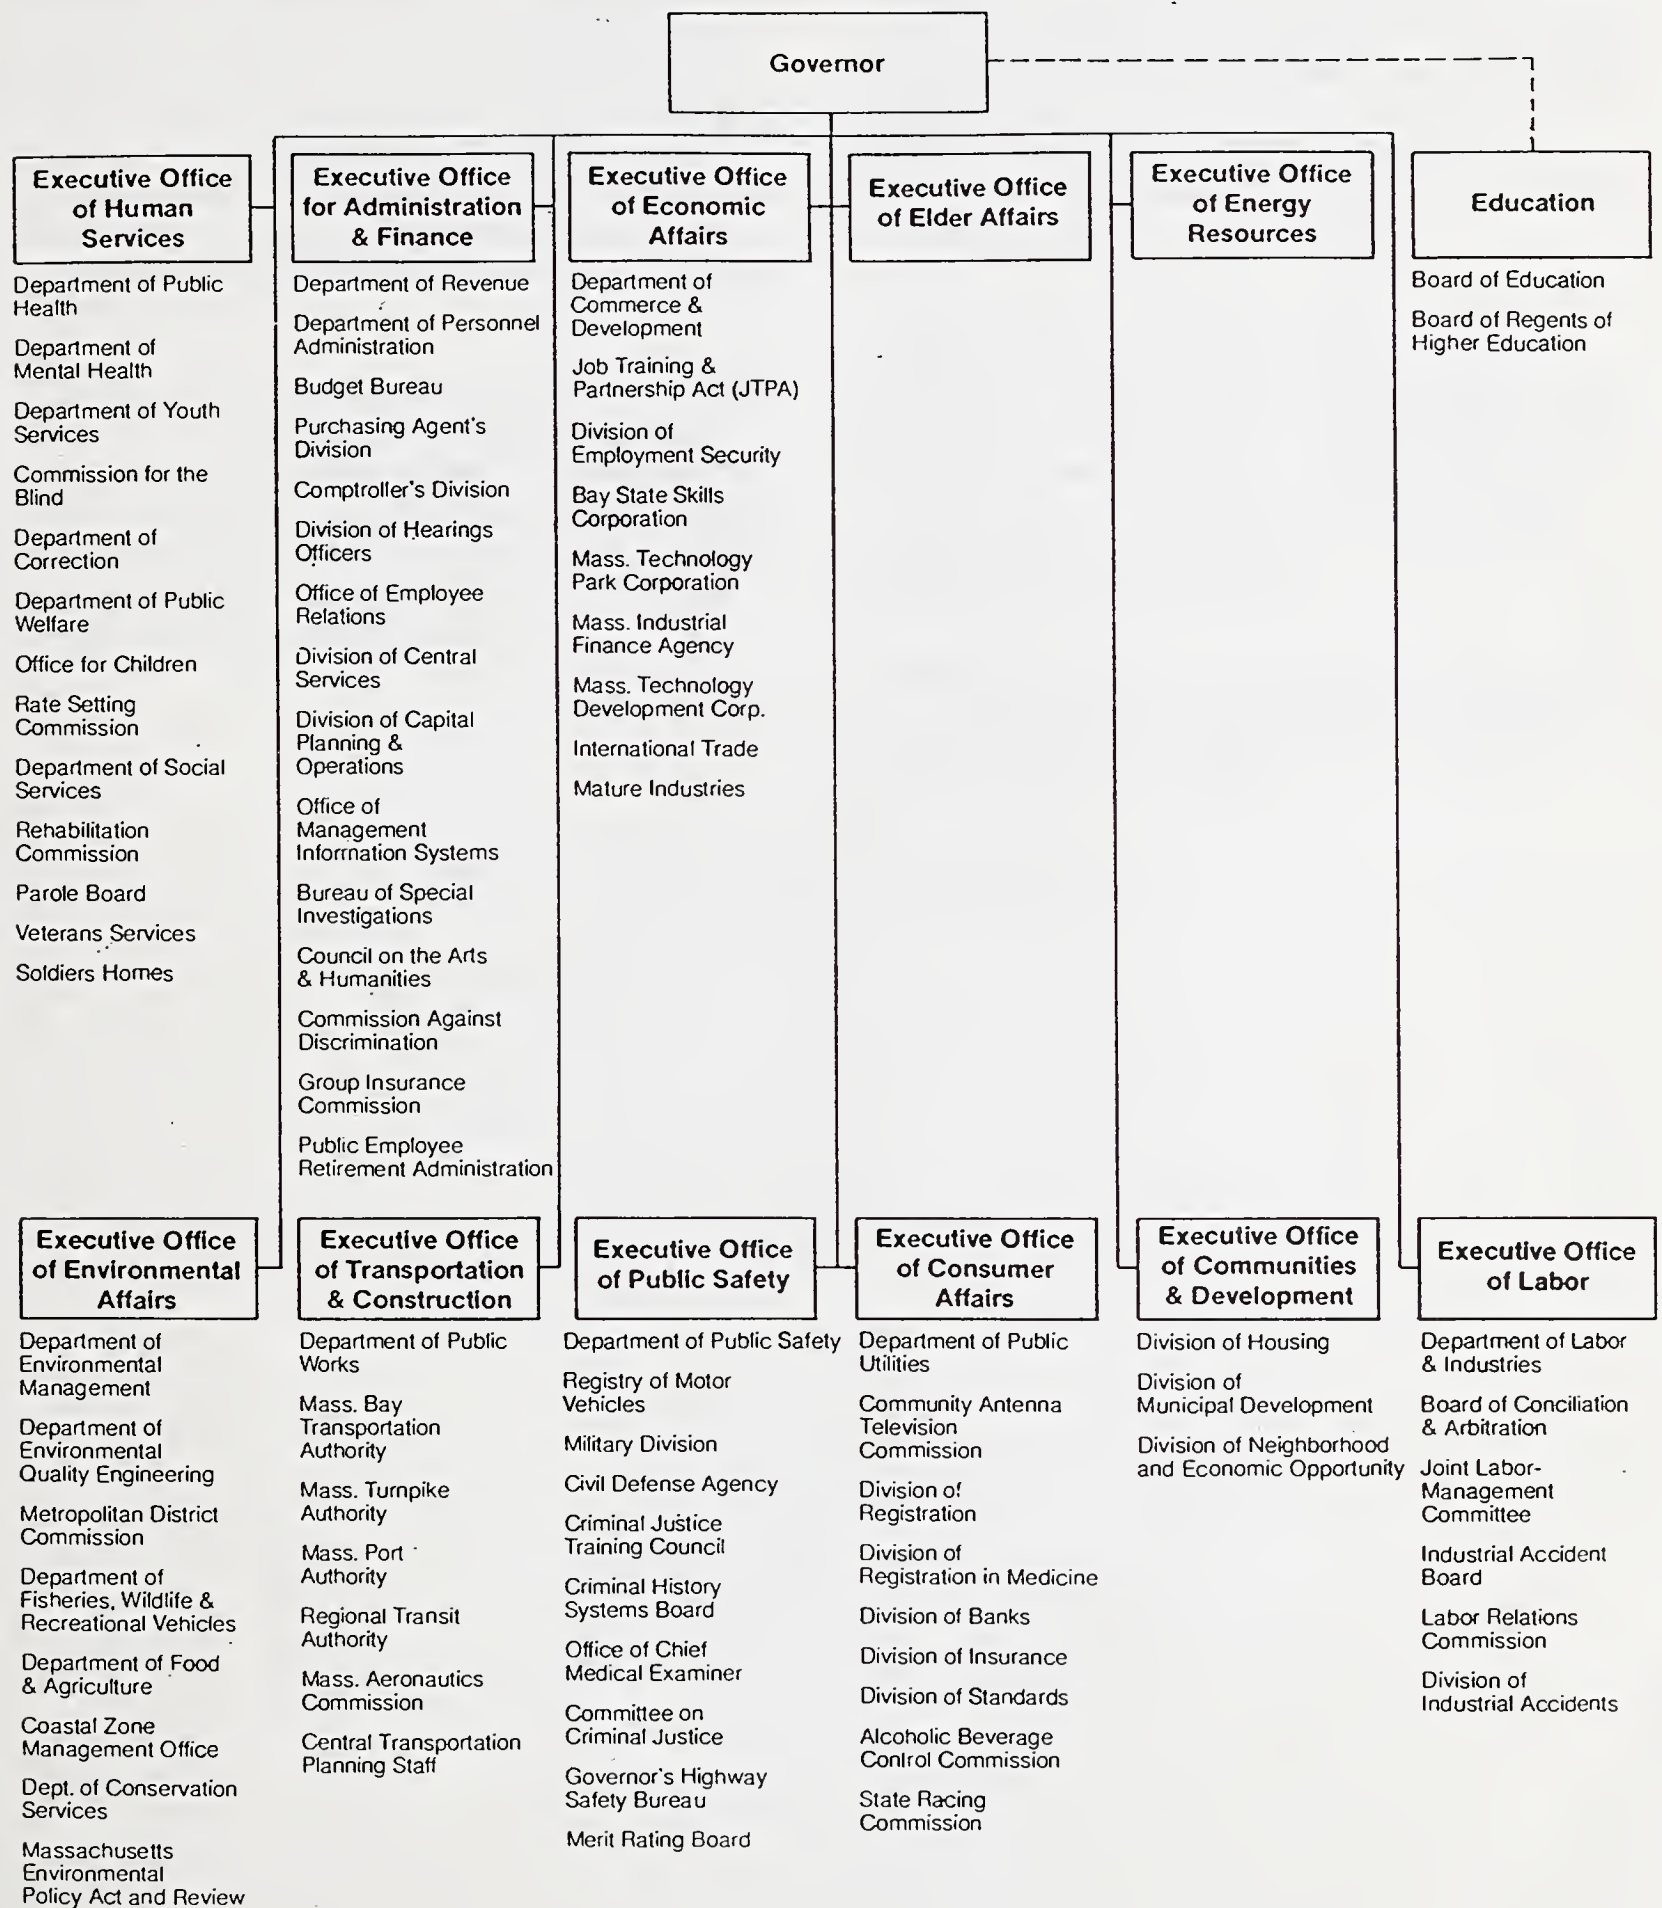 Governor
Executive Office
of Human
Services
Department of Public
Health
Department of
Mental Health
Department of Youth
Services
Commission for the
Blind
Department of
Correction
Department of Public
Welfare
Office for Children
Rate Setting
Commission
Department of Social
Services
Rehabilitation
Commission
Parole Board
Veterans Services
Soldiers Homes
Executive Office
for Administration
& Finance
Department of Revenue
Department of Personnel
Administration
Budget Bureau
Purchasing Agent's
Division
Comptroller's Division
Division of Hearings
Officers
Office of Employee
Relations
Division of Central
Services
Division of Capital
Planning &
Operations
Office of
Management
Information Systems
Bureau of Special
Investigations
Council on the Arts
& Humanities
Commission Against
Discrimination
Group Insurance
Commission
Public Employee
Retirement Administration
Executive Office
of Economic
Affairs
Department of
Commerce &
Development
Job Training &
Partnership Act (JTPA)
Division of
Employment Security
Bay State Skills
Corporation
Mass. Technology
Park Corporation
Mass. Industrial
Finance Agency
Mass. Technology
Development Corp.
International Trade
Mature Industries
Executive Office
of Elder Affairs
Executive Office
of Energy
Resources
Education
Board of Education
Board of Regents of
Higher Education
Executive Office
of Environmental
Affairs
Department of
Environmental
Management
Department of
Environmental
Quality Engineering
Metropolitan District
Commission
Department of
Fisheries, Wildlife &
Recreational Vehicles
Department of Food
& Agriculture
Coastal Zone
Management Office
Dept. of Conservation
Services
Massachusetts
Environmental
Policy Act and Review
Executive Office
of Transportation
& Construction
Department of Public
Works
Mass. Bay
Transportation
Authority
Mass. Turnpike
Authority
Mass. Port
Authority
Regional Transit
Authority
Mass. Aeronautics
Commission
Central Transportation
Planning Staff
Executive Office
of Public Safety
Department of Public Safety
Registry of Motor
Vehicles
Military Division
Civil Defense Agency
Criminal Justice
Training Council
Criminal History
Systems Board
Office of Chief
Medical Examiner
Committee on
Criminal Justice
Governor's Highway
Safety Bureau
Merit Rating Board
Executive Office
of Consumer
Affairs
Department of Public
Utilities
Community Antenna
Television
Commission
Division of
Registration
Division of
Registration in Medicine
Division of Banks
Division of Insurance
Division of Standards
Alcoholic Beverage
Control Commission
State Racing
Commission
Executive Office
of Communities
& Development
Division of Housing
Division of
Municipal Development
Division of Neighborhood
and Economic Opportunity
Executive Office
of Labor
Department of Labor
& Industries
Board of Conciliation
& Arbitration
Joint Labor-
Management
Committee
Industrial Accident
Board
Labor Relations
Commission
Division of
Industrial Accidents